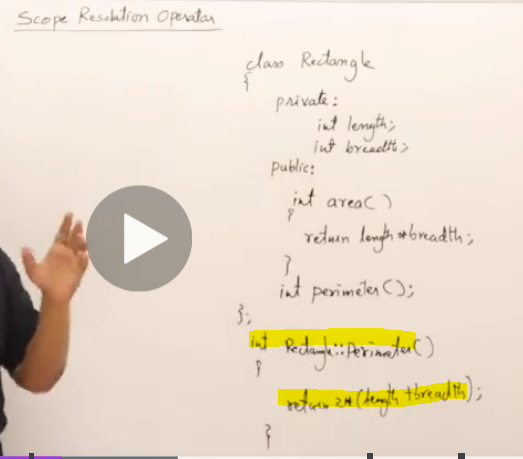 Scope Resolution Operator
class Rectangle
{
private:
int length;
int breadth;
public:
int area()
{
return length*breadth;
}
int perimeter();
};
int Rectangle::Perimeter()
{
return 2*(length+breadth);
}